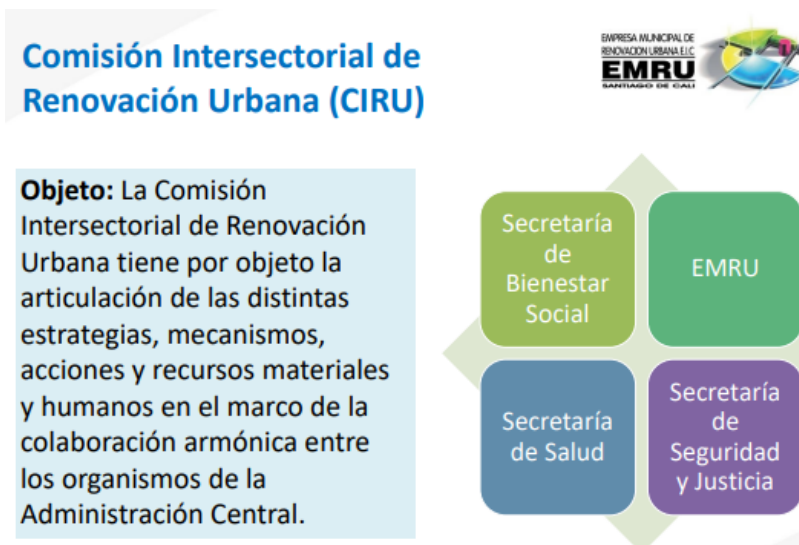 Comisión Intersectorial de
Renovación Urbana (CIRU)
EMPRESA MUNICIPAL DE
RENOVACION URBANA E.I.C
EMRU
SANTIAGO DE CALI
Objeto: La Comisión
Intersectorial de Renovación
Urbana tiene por objeto la
articulación de las distintas
estrategias, mecanismos,
acciones y recursos materiales
y humanos en el marco de la
colaboración armónica entre
los organismos de la
Administración Central.
Secretaría
de
Bienestar
Social
EMRU
Secretaría
de Salud
Secretaría
de
Seguridad
y Justicia